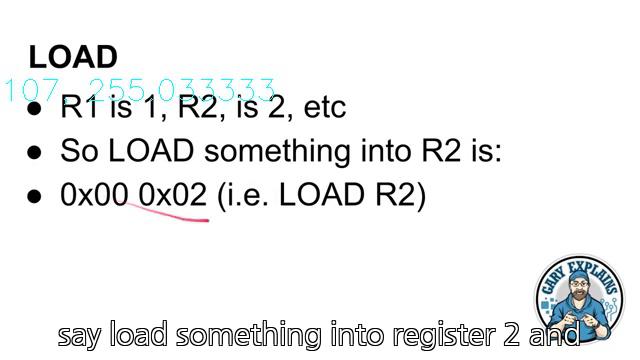 LOAD
107, 255.033333
● R1 is 1, R2, is 2, etc
● So LOAD something into R2 is:
● 0x00 0x02 (i.e. LOAD R2)
GARY EXPLAINS
say load something into register 2 and